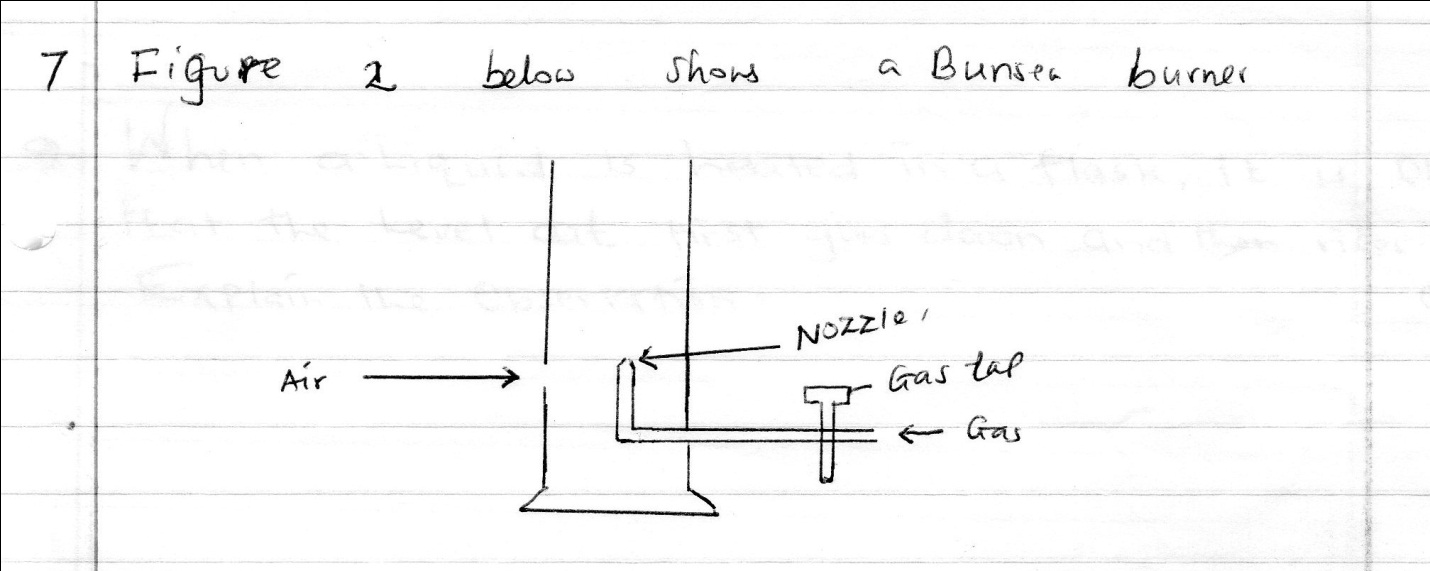 7 Figure 2 below shows a Bunsen burner
Nozzle,
Air
Gas tap
Gas